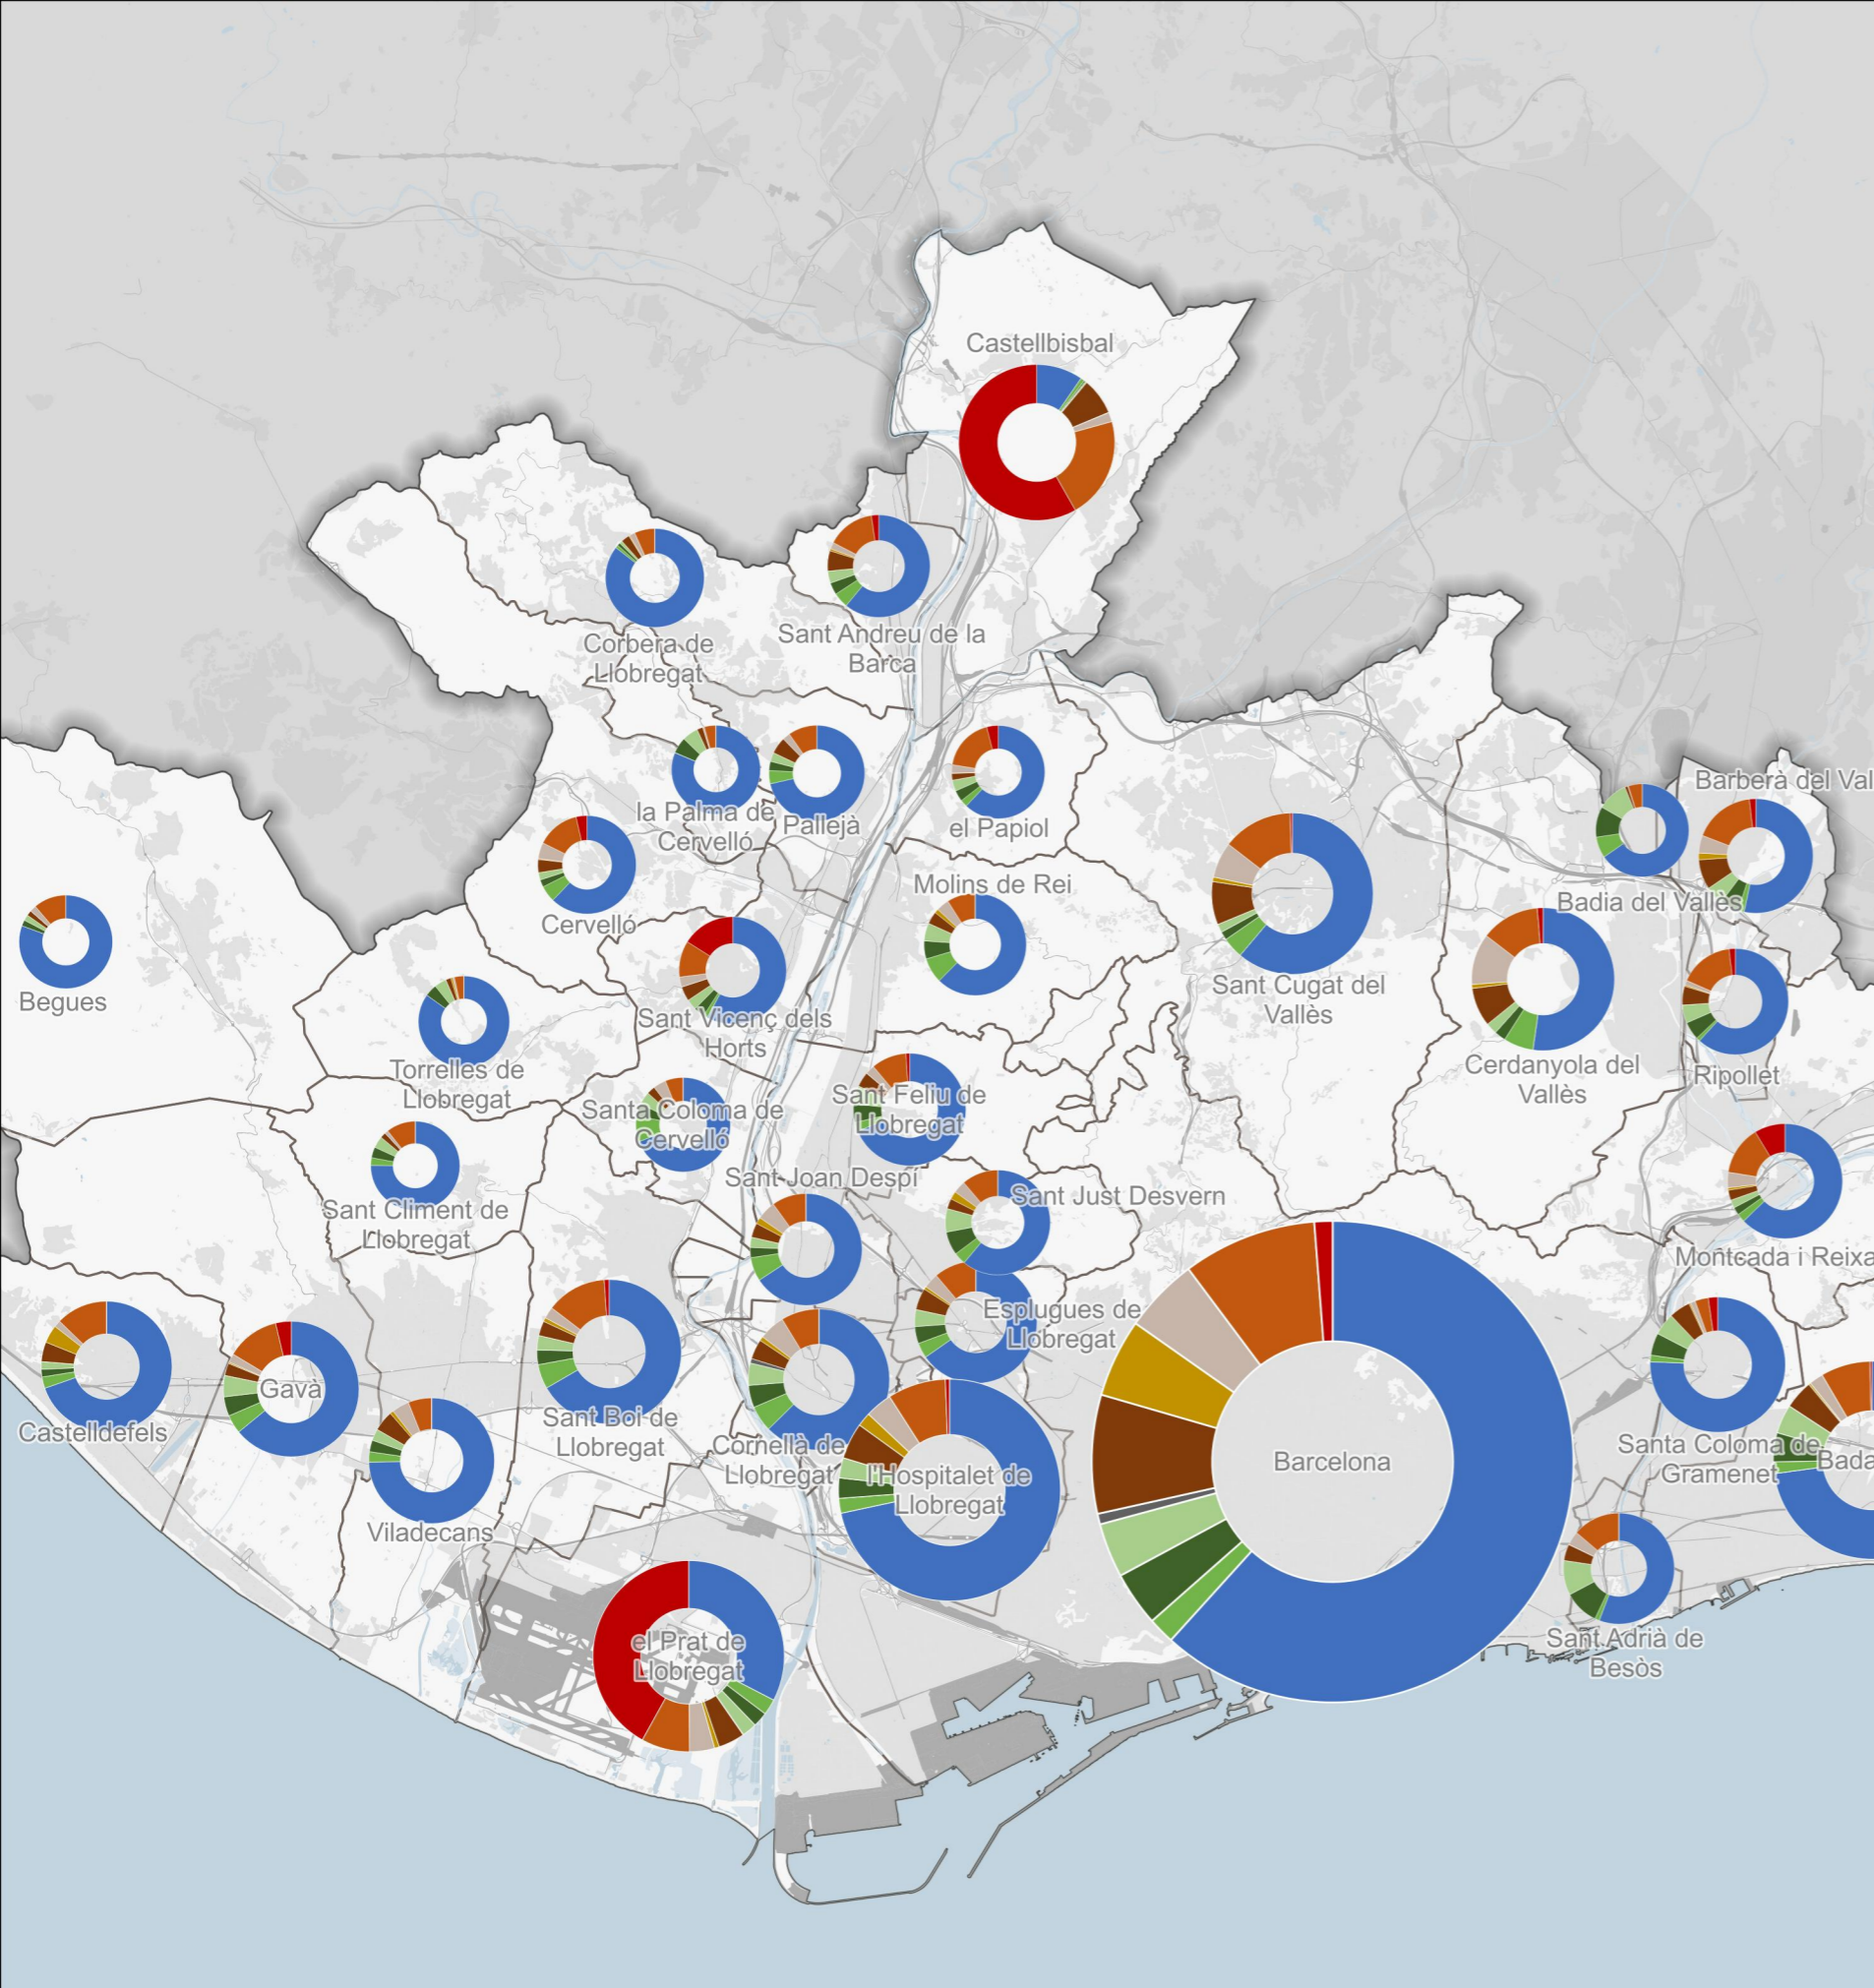 Castellbisbal
Corbera de
Llobregat
Sant Andreu de la
Barca
la Palma de
Cervelló
Pallejà
el Papiol
Barberà del Val
Badia del Vallès
Molins de Rei
Cervelló
Begues
Sant Cugat del
Vallès
Sant Vicenç dels
Horts
Cerdanyola del
Vallès
Ripollet
Torrelles de
Llobregat
Santa Coloma de
Cervelló
Sant Feliu de
Llobregat
Sant Joan Despí
Sant Just Desvern
Sant Climent de
Llobregat
Montcada i Reixa
Esplugues de
Llobregat
Gavà
Castelldefels
Sant Boi de
Llobregat
Cornellà de
Llobregat
l'Hospitalet de
Llobregat
Barcelona
Santa Coloma de
Gramenet
Bada
Viladecans
el Prat de
Llobregat
Sant Adrià de
Besòs